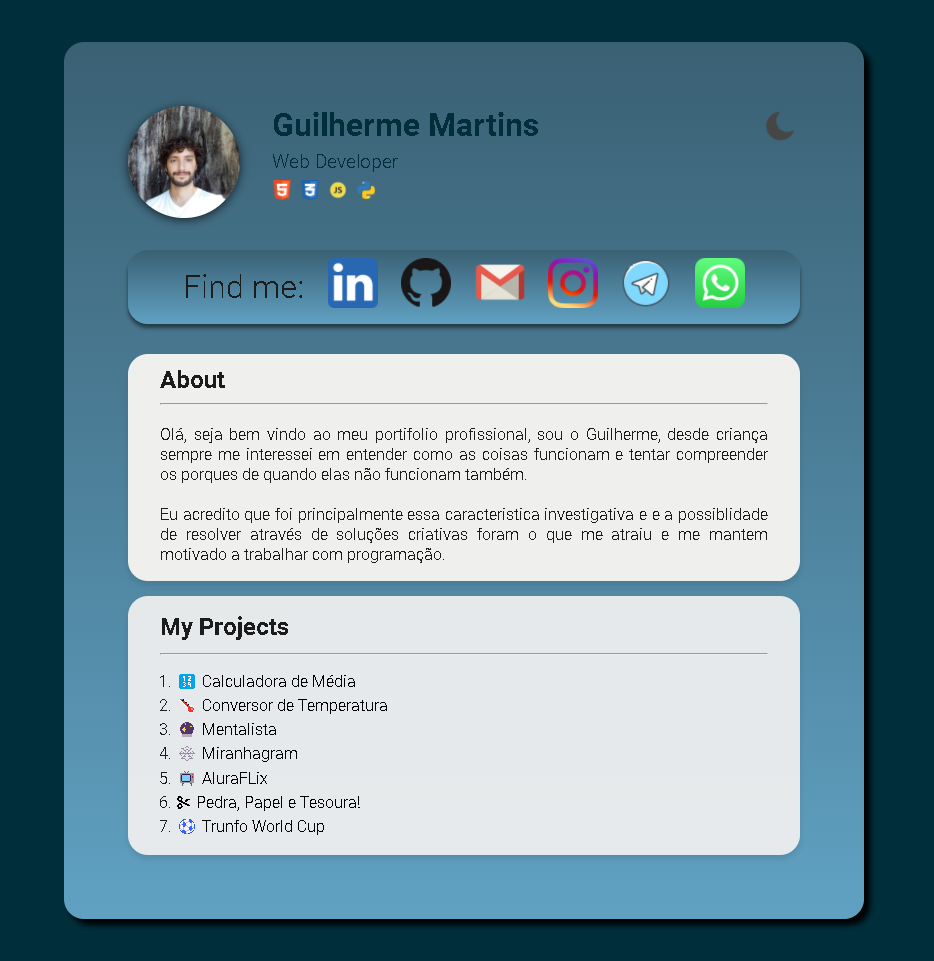 Guilherme Martins
Web Developer
Find me:
About
Olá, seja bem vindo ao meu portifolio profissional, sou o Guilherme, desde criança
sempre me interessei em entender como as coisas funcionam e tentar compreender
os porques de quando elas não funcionam também.
Eu acredito que foi principalmente essa caracteristica investigativa e e a possiblidade
de resolver através de soluções criativas foram o que me atraiu e me mantem
motivado a trabalhar com programação.
My Projects
1. Calculadora de Média
2. Conversor de Temperatura
3. Mentalista
4. Miranhagram
5. AluraFLix
6. Pedra, Papel e Tesoura!
7. Trunfo World Cup